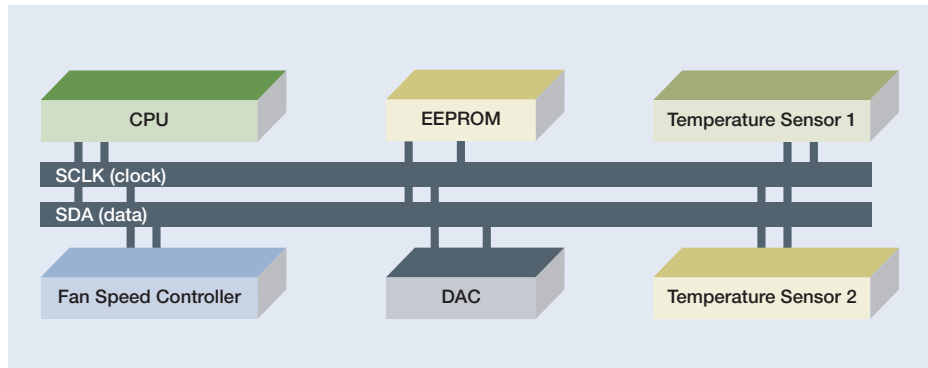 CPU
EEPROM
Temperature Sensor 1
SCLK (clock)
SDA (data)
Fan Speed Controller
DAC
Temperature Sensor 2